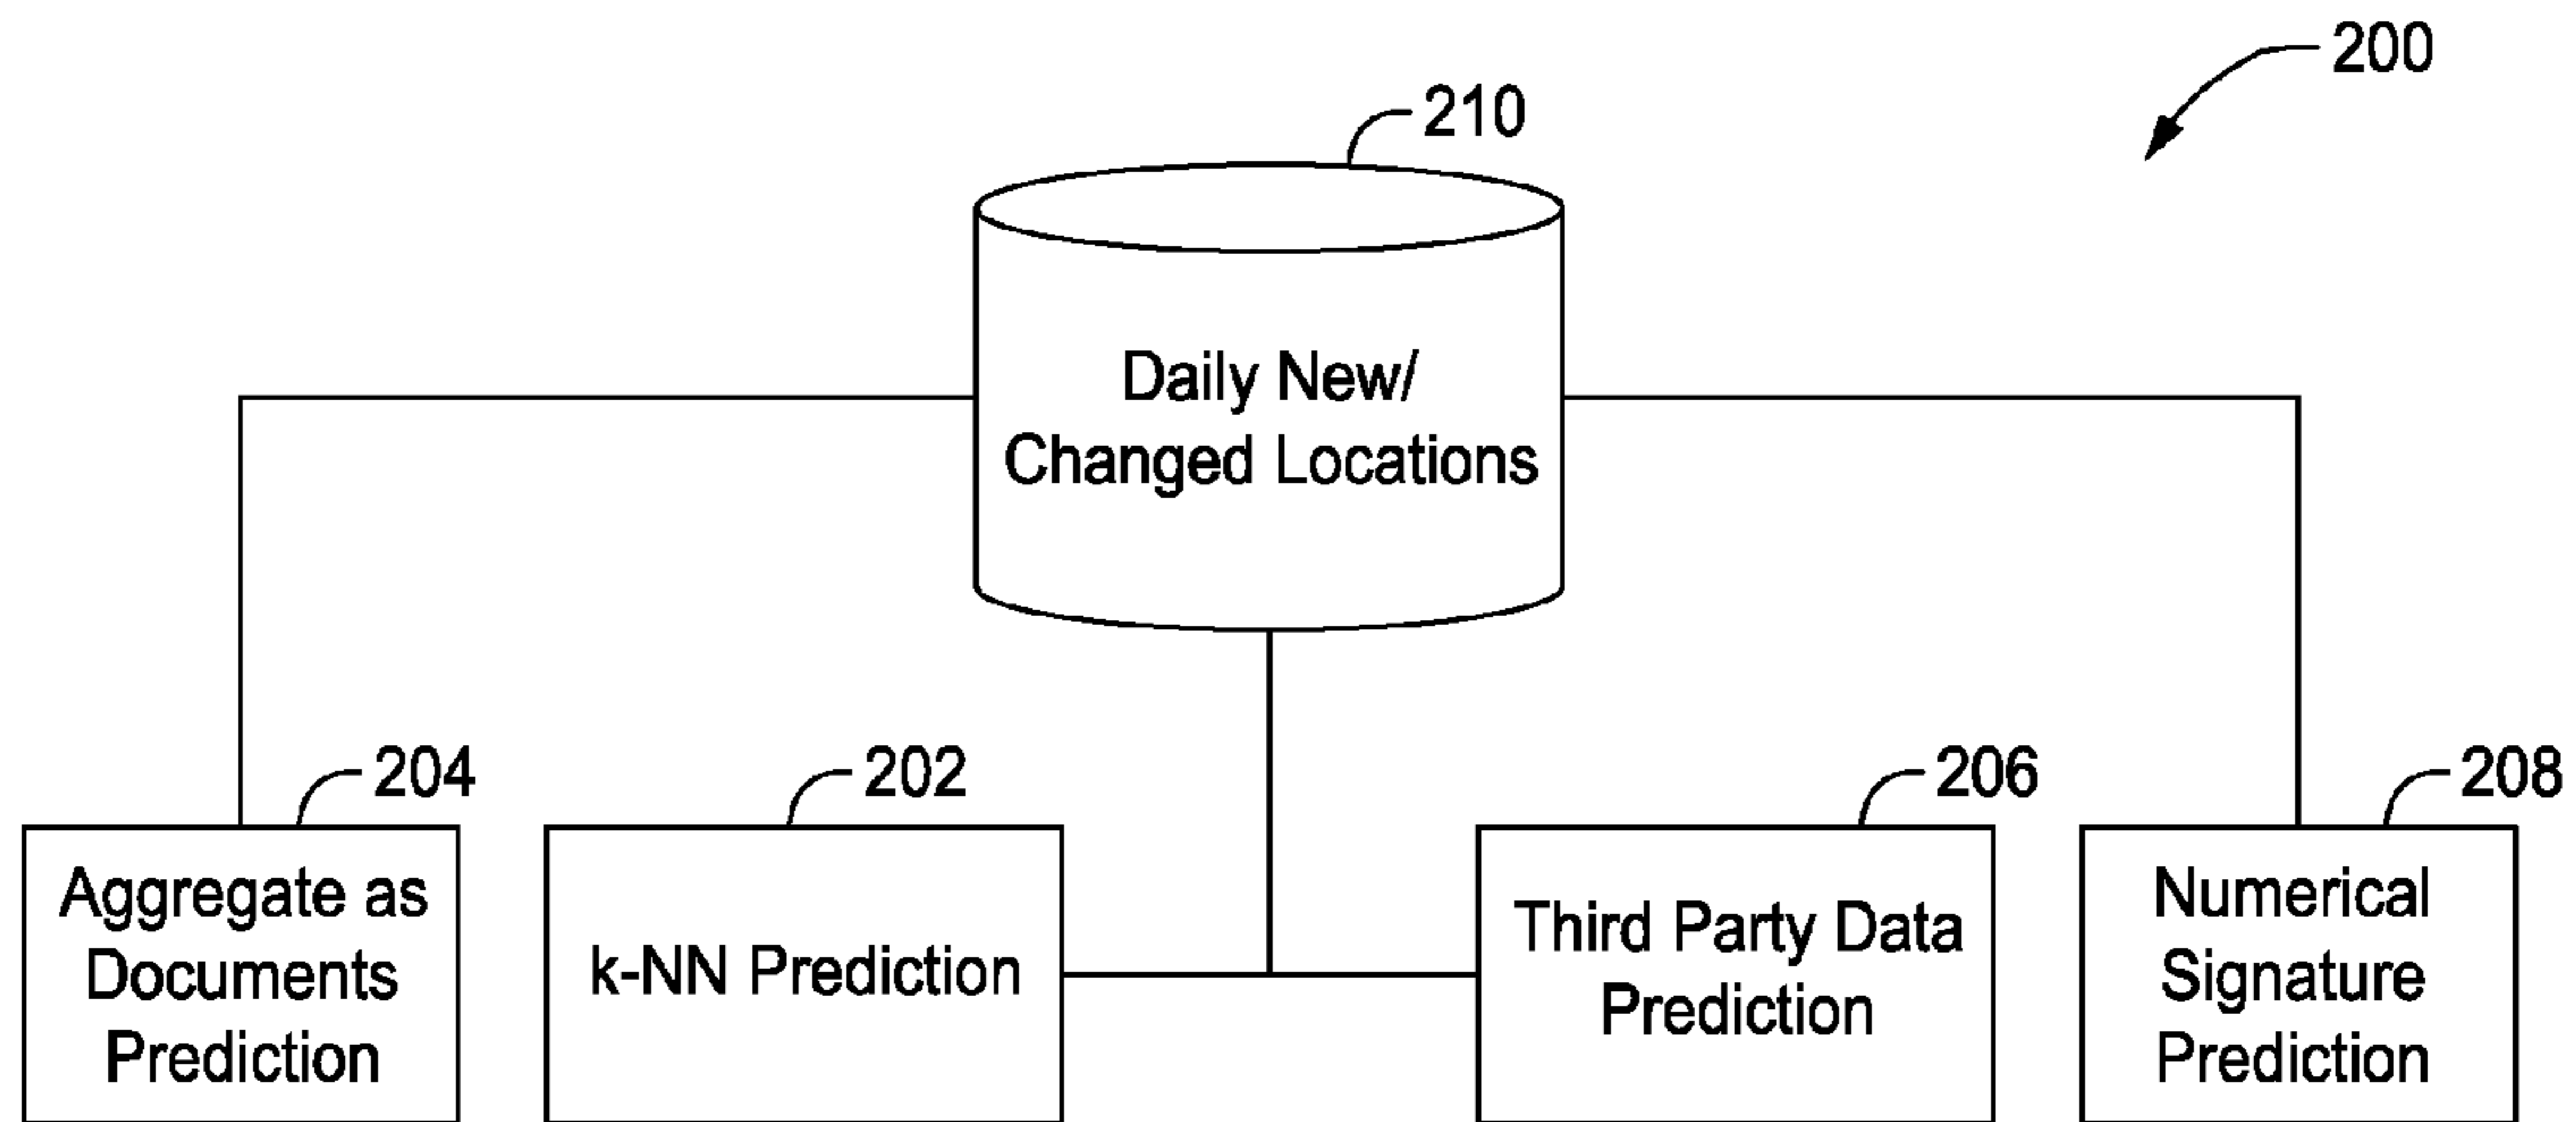 200
210
Daily New/
Changed Locations
204
202
206
208
Aggregate as
Documents
Prediction
k-NN Prediction
Third Party Data
Prediction
Numerical
Signature
Prediction